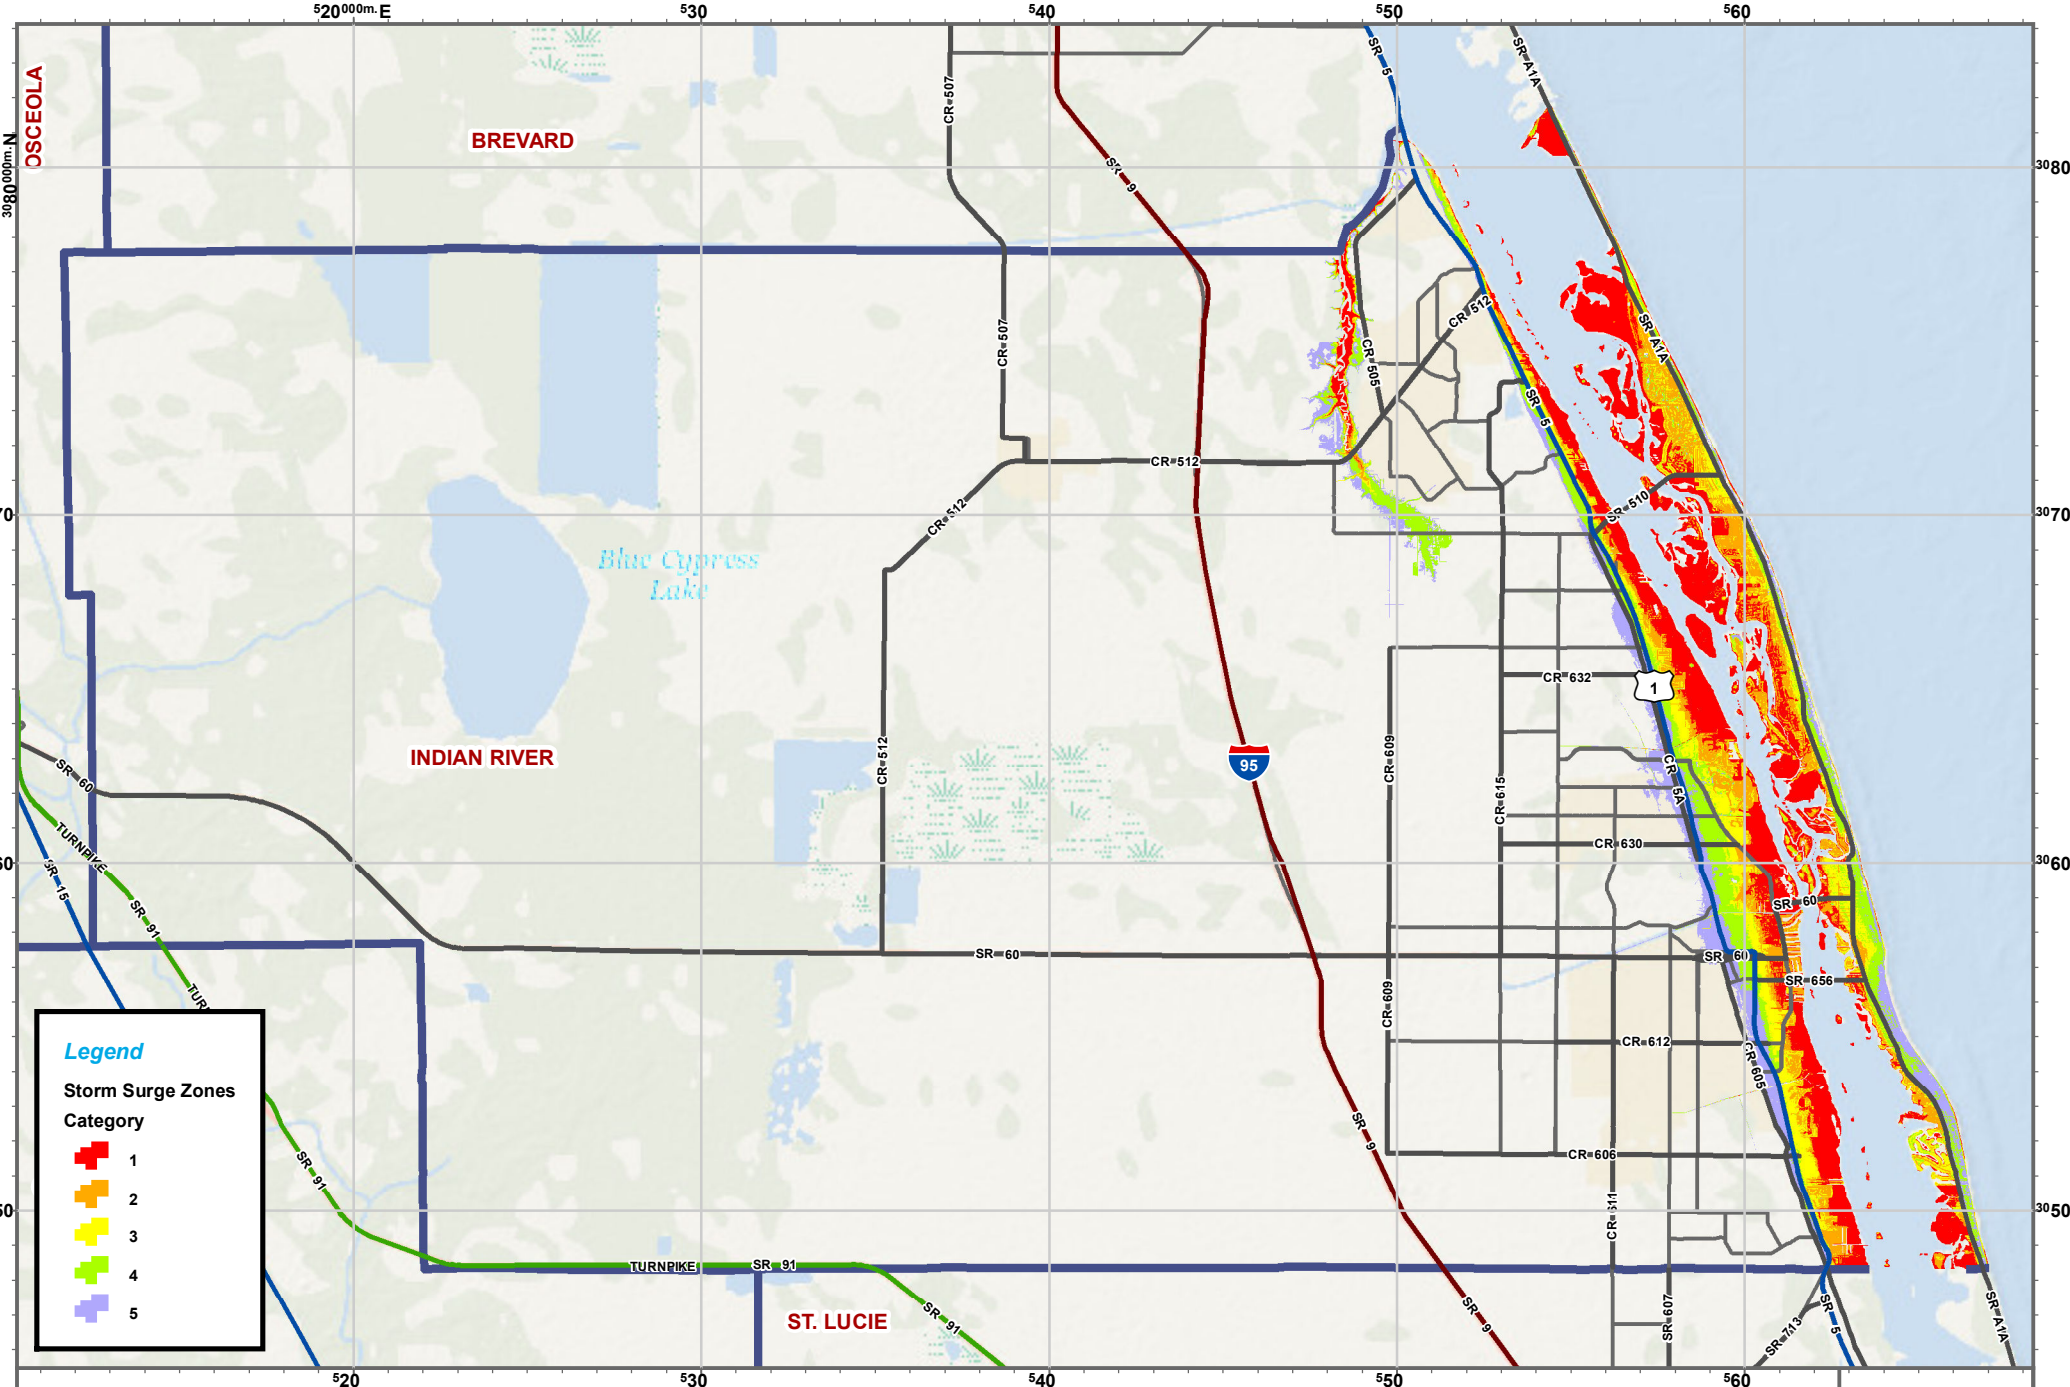 520000m. E
530
540
550
560
3080000m. N
OSCEOLA
BREVARD
CR 507
SR 9
SR 5
SR A1A
3080
CR 507
CR 505
CR 512
SR A1A
SR 5
CR 512
CR 512
SR 510
70
3070
Blue Cypress
Lake
CR 632
1
INDIAN RIVER
CR 512
95
CR 609
CR 615
CR 5A
SR 60
TURNPIKE
SR 15
SR 91
CR 630
60
3060
SR 60
SR 60
SR 60
SR 656
TURN
CR 609
CR 612
CR 605
SR 9
SR 91
CR 606
CR 611
50
3050
TURNPIKE
SR 91
ST. LUCIE
SR 91
SR 9
SR 607
SR 713
SR 5
SR A1A
Legend
Storm Surge Zones
Category
1
2
3
4
5
520
530
540
550
560